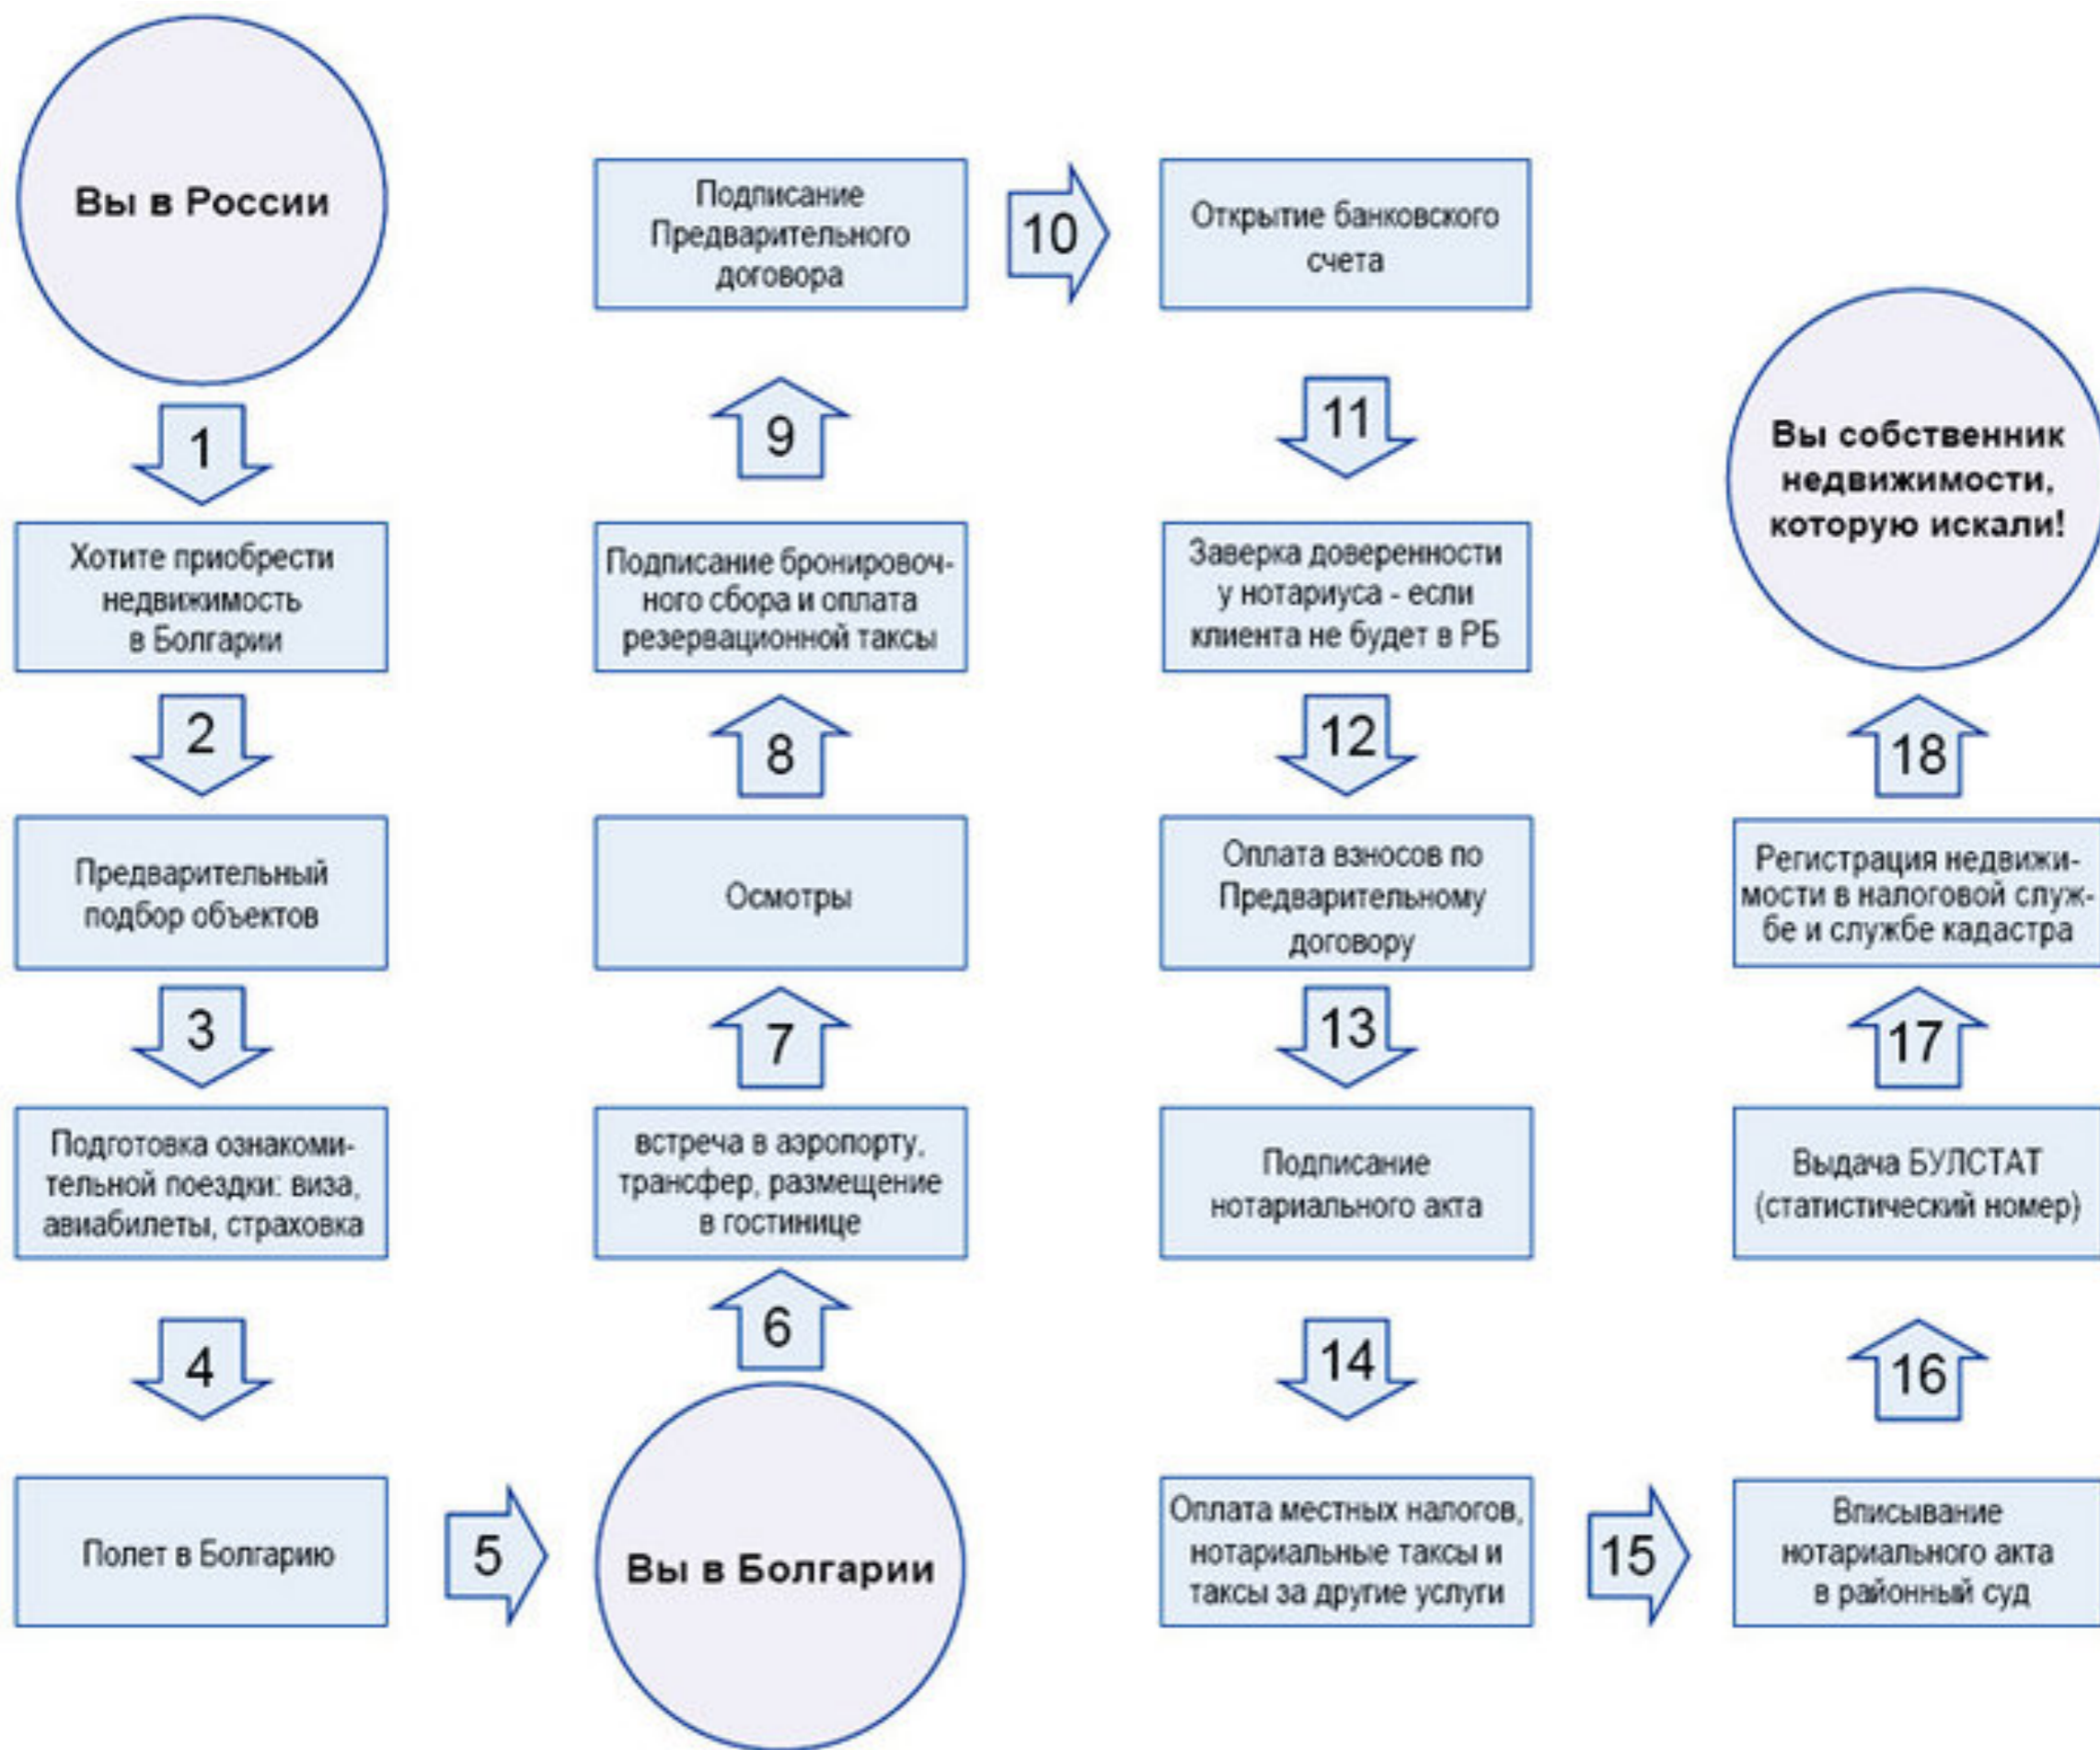 Вы в России
1
Хотите приобрести
недвижимость
в Болгарии
2
Предварительный
подбор объектов
3
Подготовка ознакоми-
тельной поездки: виза,
авиабилеты, страховка
4
Полет в Болгарию
5
Вы в Болгарии
6
встреча в аэропорту,
трансфер, размещение
в гостинице
7
Осмотры
8
Подписание бронировоч-
ного сбора и оплата
резервационной таксы
9
Подписание
Предварительного
договора
10
Открытие банковского
счета
11
Заверка доверенности
у нотариуса - если
клиента не будет в РБ
12
Оплата взносов по
Предварительному
договору
13
Подписание
нотариального акта
14
Оплата местных налогов,
нотариальные таксы и
таксы за другие услуги
15
Вписывание
нотариального акта
в районный суд
16
Выдача БУЛСТАТ
(статистический номер)
17
Регистрация недвижи-
мости в налоговой служ-
бе и службе кадастра
18
Вы собственник
недвижимости,
которую искали!